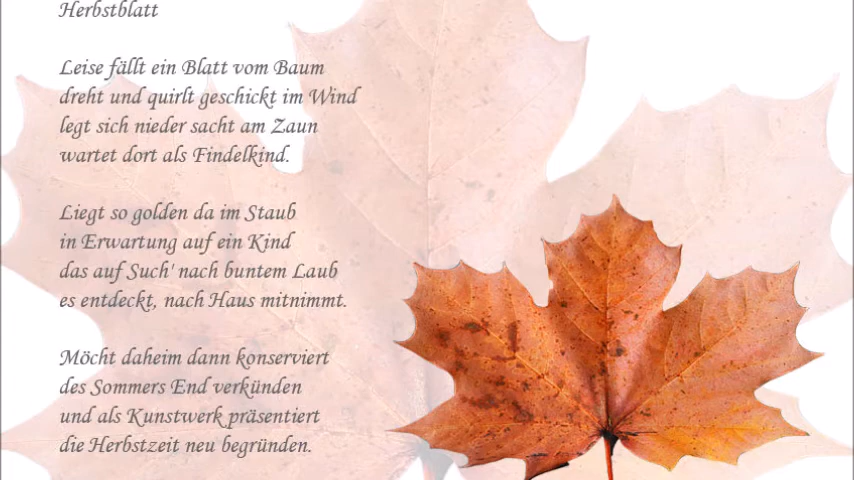 Herbstblatt
Leise fällt ein Blatt vom Baum
dreht und quirlt geschickt im Wind
legt sich nieder sacht am Zaun
wartet dort als Findelkind.
Liegt so golden da im Staub
in Erwartung auf ein Kind
das auf Such' nach buntem Laub
es entdeckt, nach Haus mitnimmt.
Möcht daheim dann konserviert
des Sommers End verkünden
und als Kunstwerk präsentiert
die Herbstzeit neu begründen.